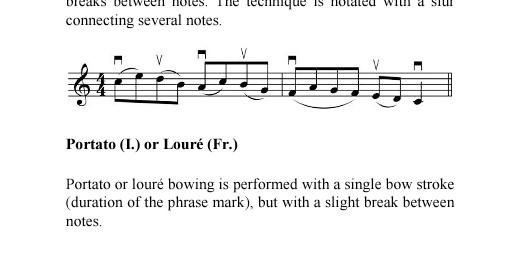 breaks between notes. The technique is notated with a slur
connecting several notes.
Portato (I.) or Louré (Fr.)
Portato or louré bowing is performed with a single bow stroke
(duration of the phrase mark), but with a slight break between
notes.